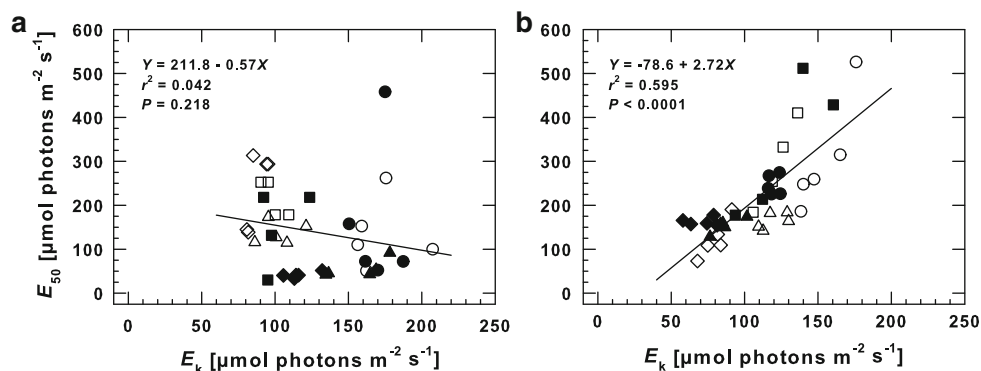 a
b
600
500
400
300
200
100
0
E50 [µmol photons m-2 s-1]
Y = 211.8 - 0.57X
r2 = 0.042
P = 0.218
0 50 100 150 200 250
Ek [µmol photons m-2 s-1]
600
500
400
300
200
100
0
Y = -78.6 + 2.72X
r2 = 0.595
P < 0.0001
0 50 100 150 200 250
Ek [µmol photons m-2 s-1]